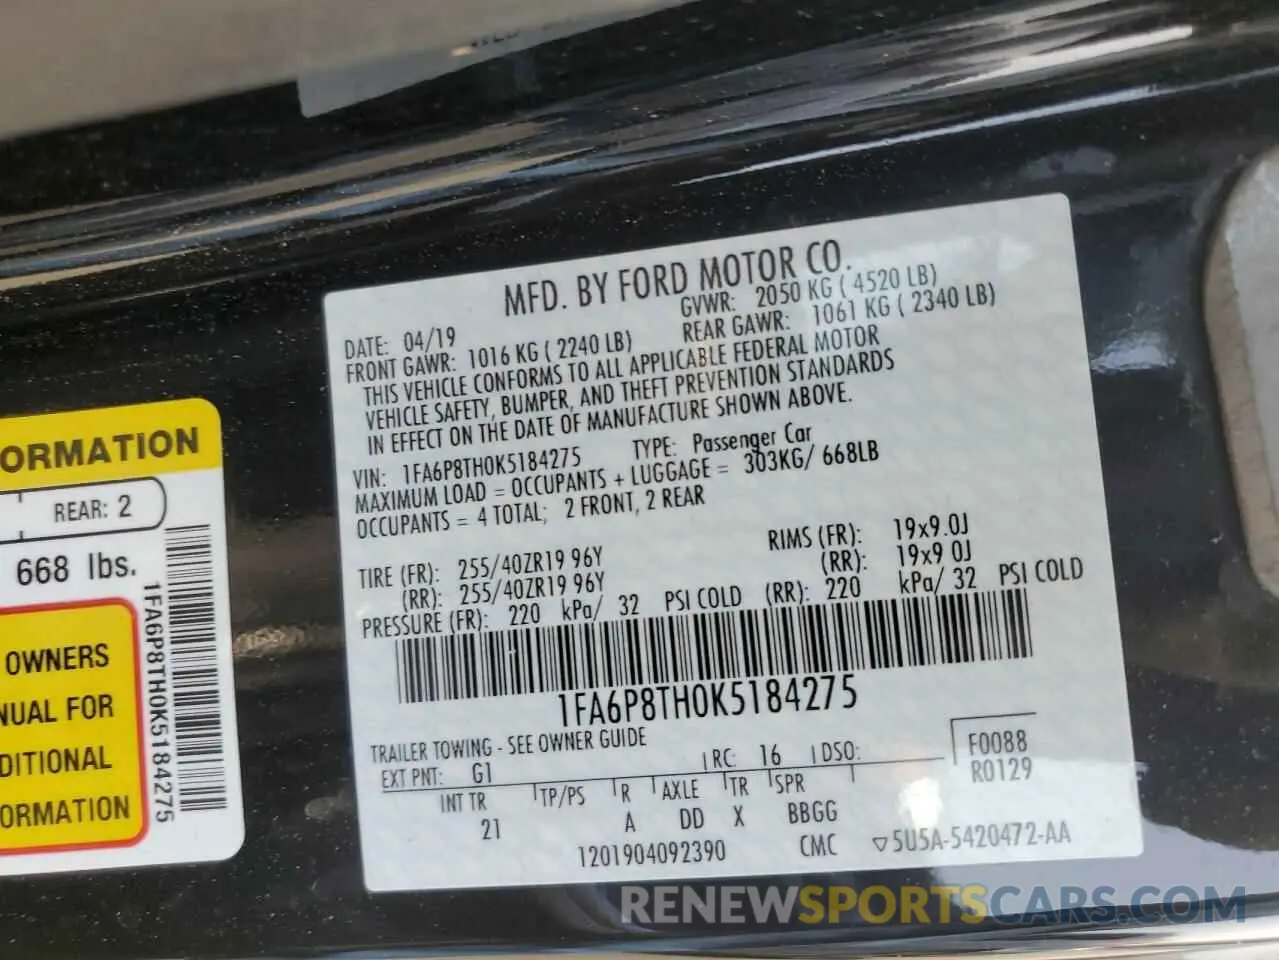 MFD. BY FORD MOTOR CO.
DATE: 04/19 GVWR: 2050 KG ( 4520 LB)
FRONT GAWR: 1016 KG ( 2240 LB) REAR GAWR: 1061 KG ( 2340 LB)
THIS VEHICLE CONFORMS TO ALL APPLICABLE FEDERAL MOTOR
VEHICLE SAFETY, BUMPER, AND THEFT PREVENTION STANDARDS
IN EFFECT ON THE DATE OF MANUFACTURE SHOWN ABOVE.
VIN: 1FA6P8TH0K5184275 TYPE: Passenger Car
MAXIMUM LOAD = OCCUPANTS + LUGGAGE = 303KG/ 668LB
OCCUPANTS = 4 TOTAL; 2 FRONT, 2 REAR
TIRE (FR): 255/40ZR19 96Y RIMS (FR): 19x9.0J
(RR): 255/40ZR19 96Y (RR): 19x9 0J
PRESSURE (FR): 220 kPa/ 32 PSI COLD (RR): 220 kPa/ 32 PSI COLD
1FA6P8TH0K5184275
TRAILER TOWING - SEE OWNER GUIDE
EXT PNT: G1 RC: 16 DSO: F0088
R0129
INT TR TP/PS R AXLE TR SPR
21 A DD X BBGG
1201904092390 CMC ▽5U5A-5420472-AA
ORMATION
REAR: 2
668 lbs.
OWNERS
NUAL FOR
DITIONAL
ORMATION
1FA6P8TH0K5184275
RENEWSPORTSCARS.COM